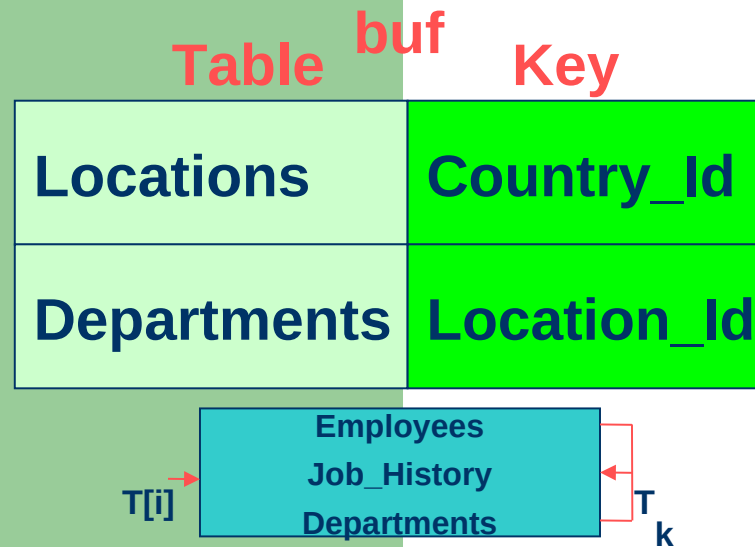 buf
Table Key
Locations Country_Id
Departments Location_Id
Employees
Job_History
T[i] T
Departments k